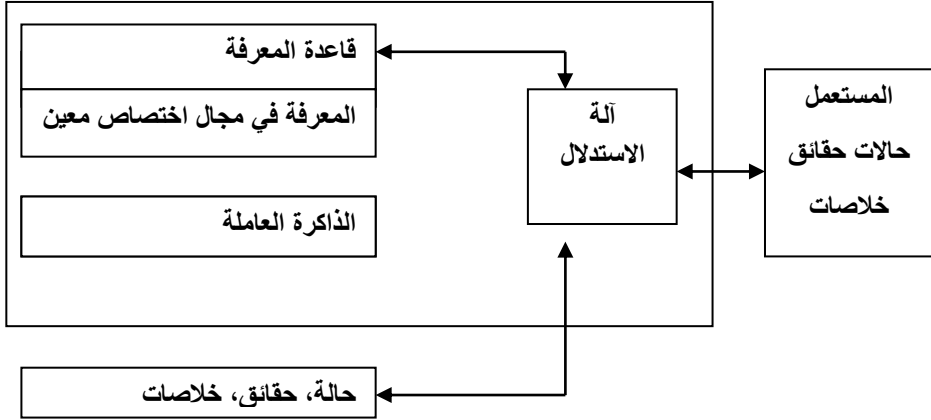 قاعدة المعرفة
المعرفة في مجال اختصاص معين
الذاكرة العاملة
آلة
الاستدلال
المستعمل
حالات حقائق
خلاصات
حالة، حقائق، خلاصات